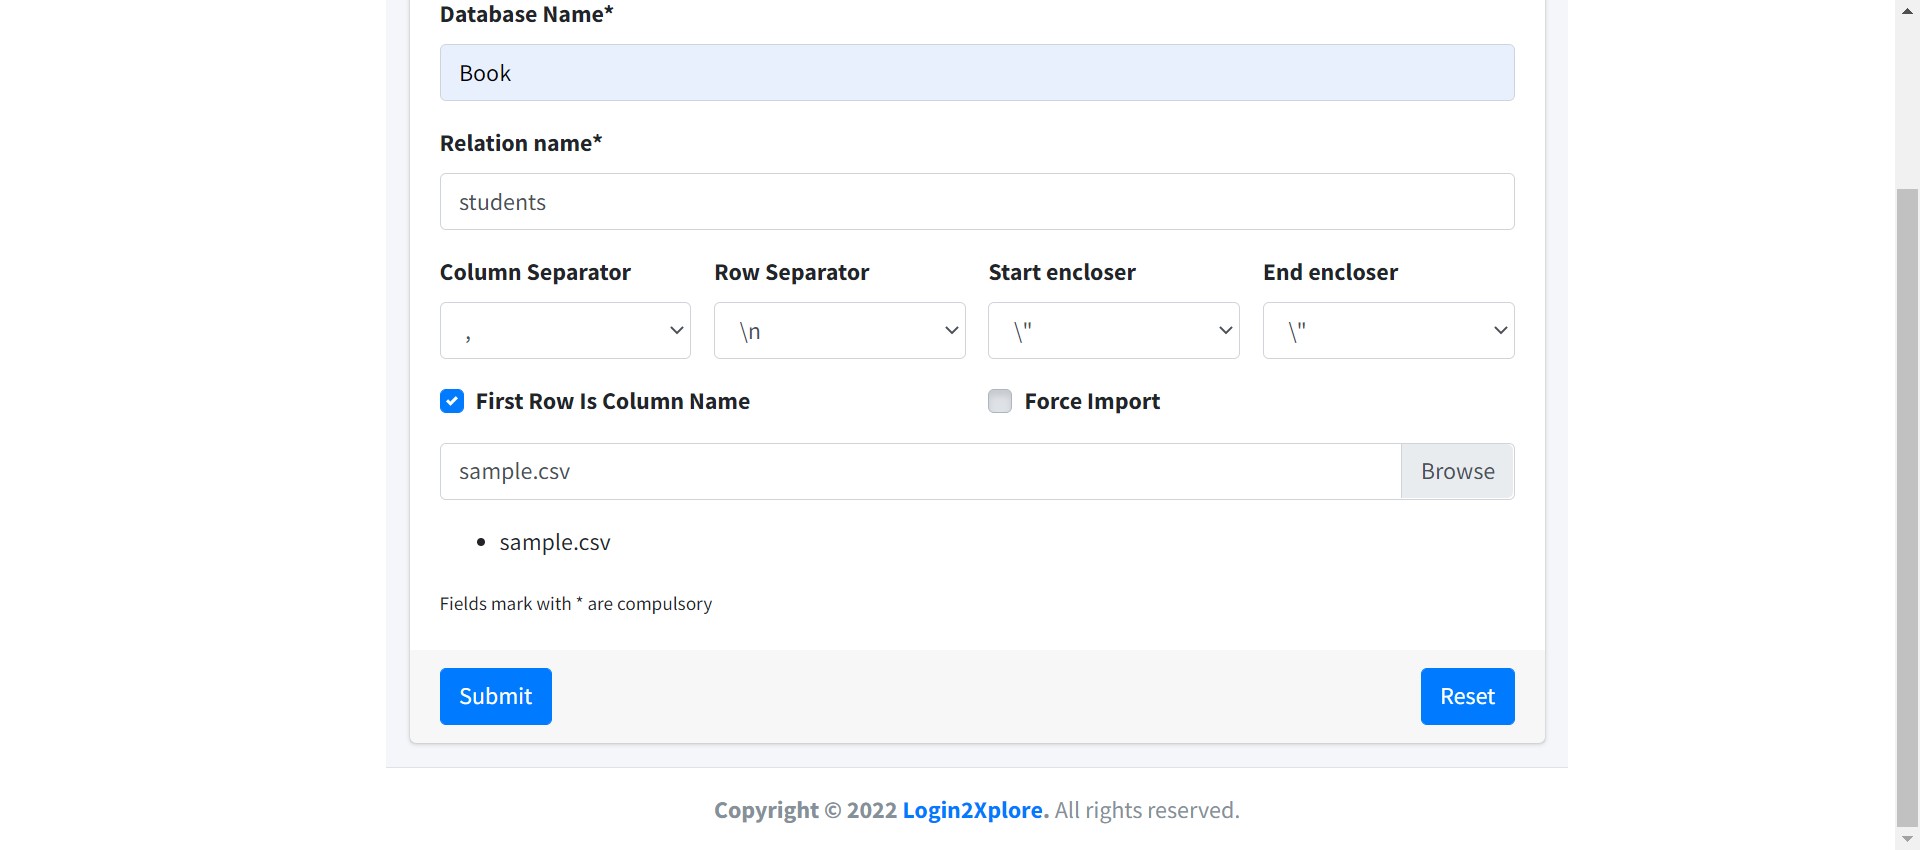 Database Name*
Book
Relation name*
students
Column Separator Row Separator Start encloser End encloser
, \n \" \"
First Row Is Column Name Force Import
sample.csv Browse
• sample.csv
Fields mark with * are compulsory
Submit Reset
Copyright © 2022 Login2Xplore. All rights reserved.